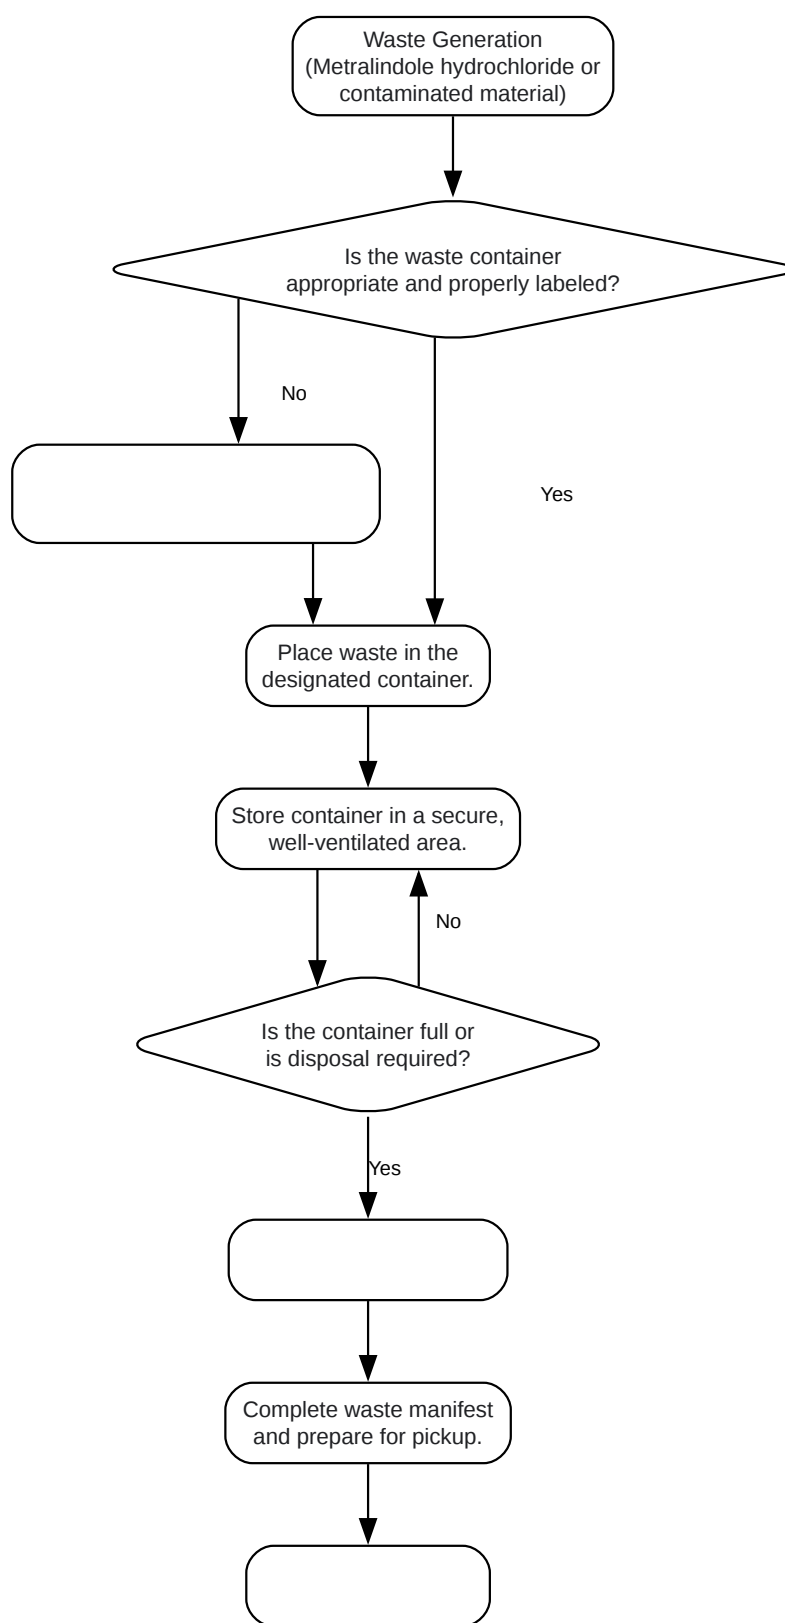 Waste Generation
(Metralindole hydrochloride or
contaminated material)
Is the waste container
appropriate and properly labeled?
No
Yes
Place waste in the
designated container.
Store container in a secure,
well-ventilated area.
No
Is the container full or
is disposal required?
Yes
Complete waste manifest
and prepare for pickup.